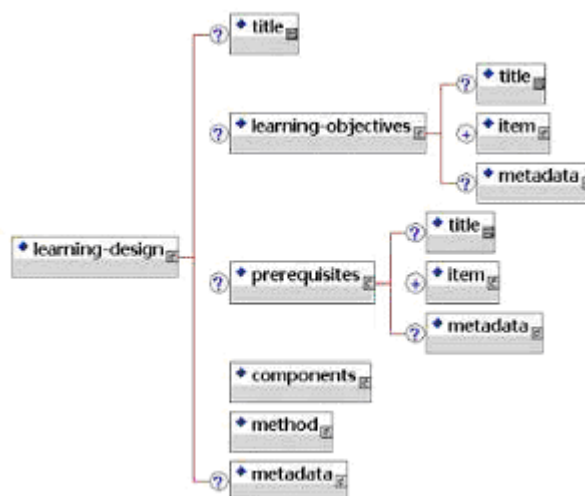 learning-design
? title
? learning-objectives
? title
+ item
? metadata
? prerequisites
? title
+ item
? metadata
components
method
? metadata